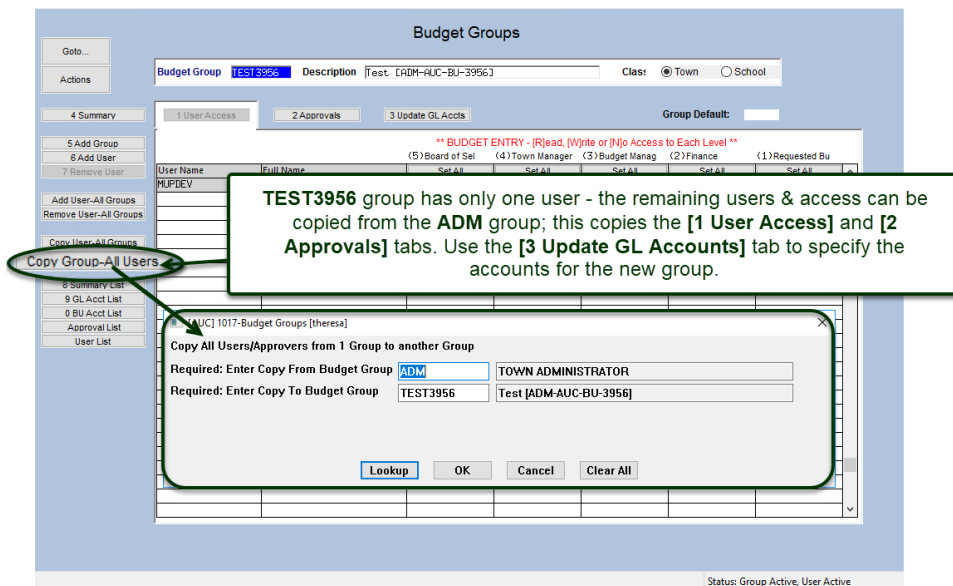 Budget Groups
Goto...
Actions
Budget Group TEST3956 Description Test [ADM-AUC-BU-3956] Class Town School
4 Summary
1 User Access 2 Approvals 3 Update GL Accts Group Default:
5 Add Group
6 Add User
7 Remove User
** BUDGET ENTRY - [R]ead, [W]rite or [N]o Access to Each Level **
(5)Board of Sel (4)Town Manager (3)Budget Manag (2)Finance (1)Requested Bu
User Name Full Name Set All Set All Set All Set All Set All
MUPDEV
Add User-All Groups
Remove User-All Groups
Copy User-All Groups
Copy Group-All Users
8 Summary List
9 GL Acct List
0 BU Acct List
Approval List
User List
TEST3956 group has only one user - the remaining users & access can be
copied from the ADM group; this copies the [1 User Access] and [2
Approvals] tabs. Use the [3 Update GL Accounts] tab to specify the
accounts for the new group.
[AUC] 1017-Budget Groups [theresa]
Copy All Users/Approvers from 1 Group to another Group
Required: Enter Copy From Budget Group ADM TOWN ADMINISTRATOR
Required: Enter Copy To Budget Group TEST3956 Test [ADM-AUC-BU-3956]
Lookup OK Cancel Clear All
Status: Group Active, User Active